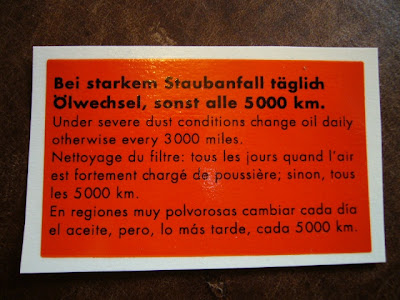 Bei starkem Staubanfall täglich
Ölwechsel, sonst alle 5000 km.
Under severe dust conditions change oil daily
otherwise every 3000 miles.
Nettoyage du filtre: tous les jours quand l'air
est fortement chargé de poussière; sinon, tous
les 5000 km.
En regiones muy polvorosas cambiar cada día
el aceite, pero, lo más tarde, cada 5000 km.